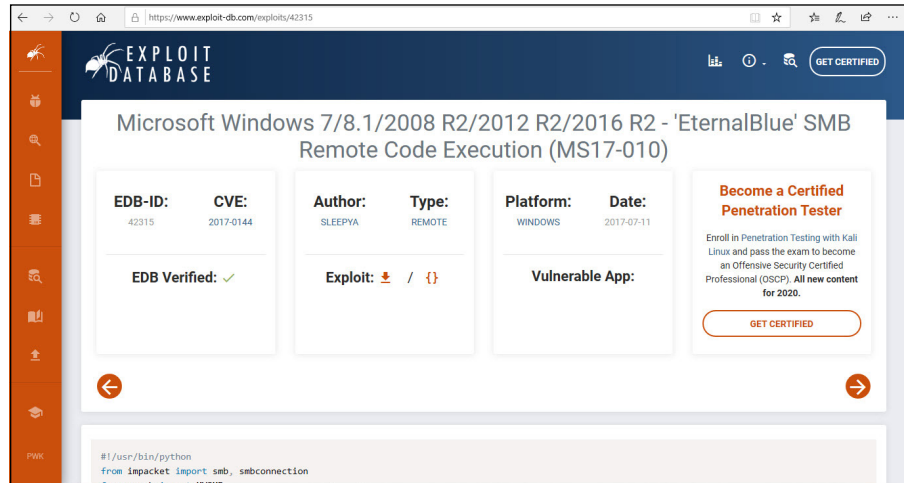 https://www.exploit-db.com/exploits/42315
EXPLOIT
DATABASE
GET CERTIFIED
Microsoft Windows 7/8.1/2008 R2/2012 R2/2016 R2 - 'EternalBlue' SMB
Remote Code Execution (MS17-010)
EDB-ID:
42315
CVE:
2017-0144
EDB Verified:
Author:
SLEEPYA
Type:
REMOTE
Exploit: / {}
Platform:
WINDOWS
Date:
2017-07-11
Vulnerable App:
Become a Certified
Penetration Tester
Enroll in Penetration Testing with Kali
Linux and pass the exam to become
an Offensive Security Certified
Professional (OSCP). All new content
for 2020.
GET CERTIFIED
PWK
#!/usr/bin/python
from impacket import smb, smbconnection